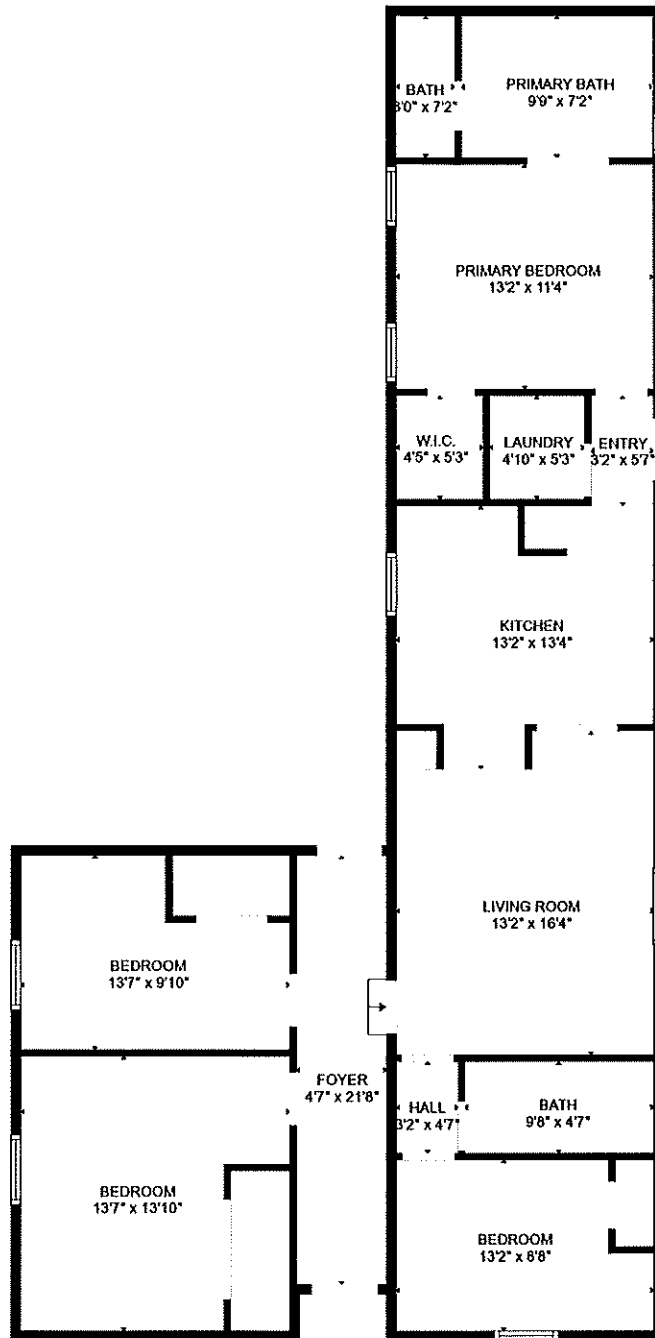 BATH
3'0" x 7'2"
PRIMARY BATH
9'9" x 7'2"
PRIMARY BEDROOM
13'2" x 11'4"
W.I.C.
4'5" x 5'3"
LAUNDRY
4'10" x 5'3"
ENTRY
3'2" x 5'7"
KITCHEN
13'2" x 13'4"
LIVING ROOM
13'2" x 16'4"
BEDROOM
13'7" x 9'10"
FOYER
4'7" x 21'8"
HALL
3'2" x 4'7"
BATH
9'8" x 4'7"
BEDROOM
13'7" x 13'10"
BEDROOM
13'2" x 8'8"